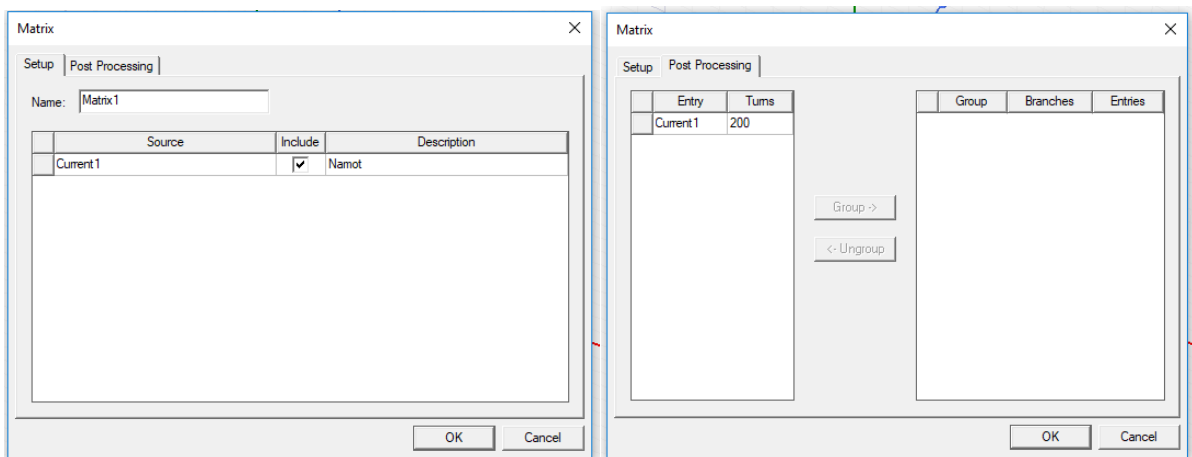 Matrix
Setup Post Processing
Name: Matrix1
Source Include Description
Current1 Namot
OK Cancel
Matrix
Setup Post Processing
Entry Turns
Current1 200
Group ->
<- Ungroup
Group Branches Entries
OK Cancel